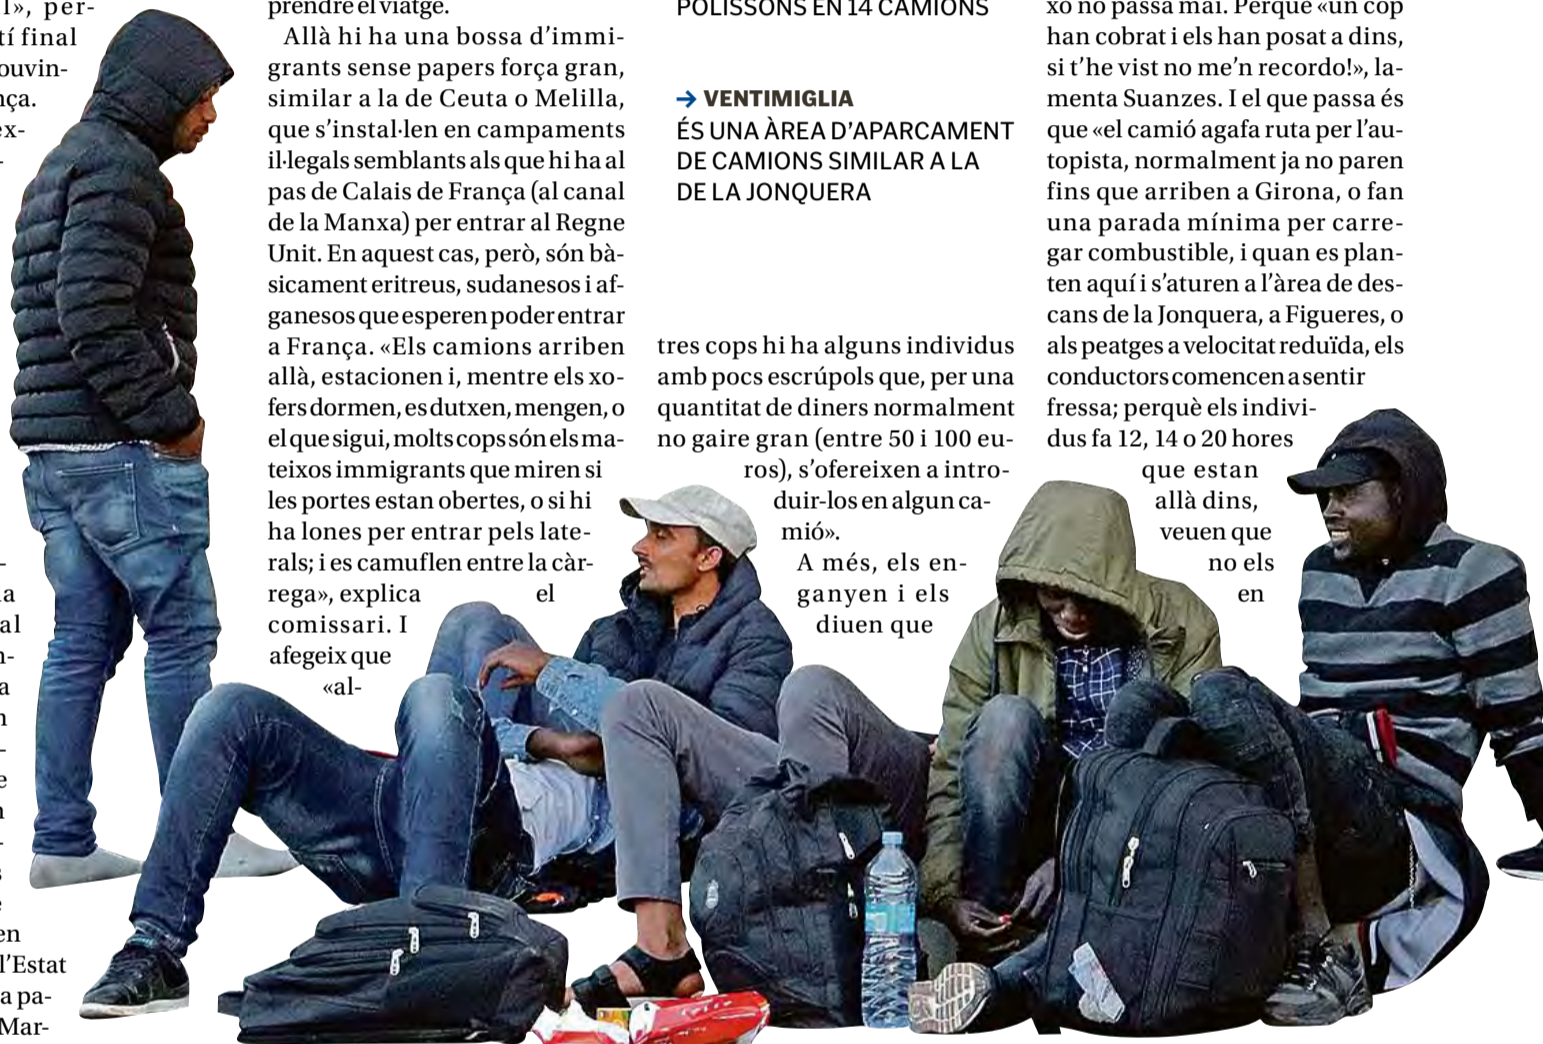 l», per-
tí final
ouvin-
nça.
ex-
-
-
la
al
n-
a
n
-
e
n
-
s
e
en
l’Estat
a pa-
Mar-
prendre el viatge.
Allà hi ha una bossa d’immi-
grants sense papers força gran,
similar a la de Ceuta o Melilla,
que s’instal·len en campaments
il·legals semblants als que hi ha al
pas de Calais de França (al canal
de la Manxa) per entrar al Regne
Unit. En aquest cas, però, són bà-
sicament eritreus, sudanesos i af-
ganesos que esperen poder entrar
a França. «Els camions arriben
allà, estacionen i, mentre els xo-
fers dormen, es dutxen, mengen, o
el que sigui, molts cops són els ma-
teixos immigrants que miren si
les portes estan obertes, o si hi
ha lones per entrar pels late-
rals; i es camuflen entre la càr-
rega», explica el
comissari. I
afegeix que
«al-
POLISSONS EN 14 CAMIONS
→ VENTIMIGLIA
ÉS UNA ÀREA D’APARCAMENT
DE CAMIONS SIMILAR A LA
DE LA JONQUERA
tres cops hi ha alguns individus
amb pocs escrúpols que, per una
quantitat de diners normalment
no gaire gran (entre 50 i 100 eu-
ros), s’ofereixen a intro-
duir-los en algun ca-
mió».
A més, els en-
ganyen i els
diuen que
xò no passa mai. Perquè «un cop
han cobrat i els han posat a dins,
si t’he vist no me’n recordo!», la-
menta Suanzes. I el que passa és
que «el camió agafa ruta per l’au-
topista, normalment ja no paren
fins que arriben a Girona, o fan
una parada mínima per carre-
gar combustible, i quan es plan-
ten aquí i s’aturen a l’àrea de des-
cans de la Jonquera, a Figueres, o
als peatges a velocitat reduïda, els
conductors comencen a sentir
fressa; perquè els indivi-
dus fa 12, 14 o 20 hores
que estan
allà dins,
veuen que
no els
en